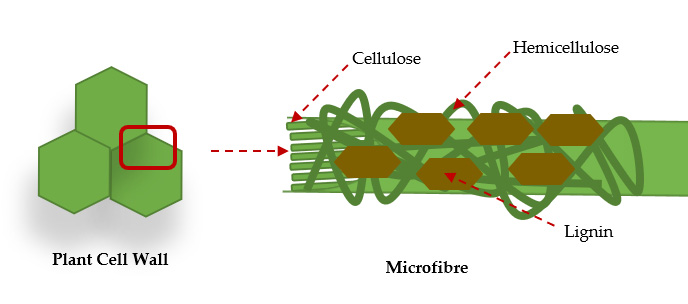 Hemicellulose
Cellulose
Lignin
Plant Cell Wall
Microfibre